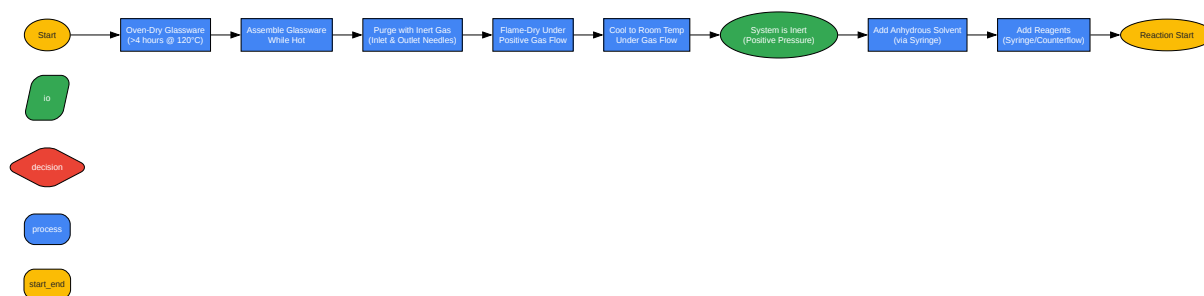 Start
Oven-Dry Glassware
(>4 hours @ 120°C)
Assemble Glassware
While Hot
Purge with Inert Gas
(Inlet & Outlet Needles)
Flame-Dry Under
Positive Gas Flow
Cool to Room Temp
Under Gas Flow
System is Inert
(Positive Pressure)
Add Anhydrous Solvent
(via Syringe)
Add Reagents
(Syringe/Counterflow)
Reaction Start
io
decision
process
start_end